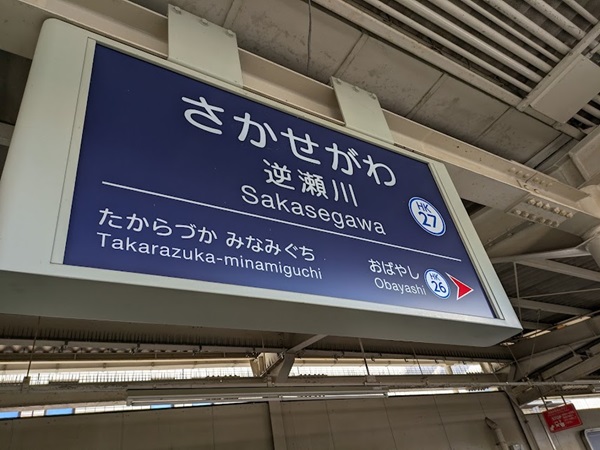 さかせがわ
逆瀬川
Sakasegawa
HK
27
たからづか みなみぐち
Takarazuka-minamiguchi
おばやし
Obayashi
HK
26